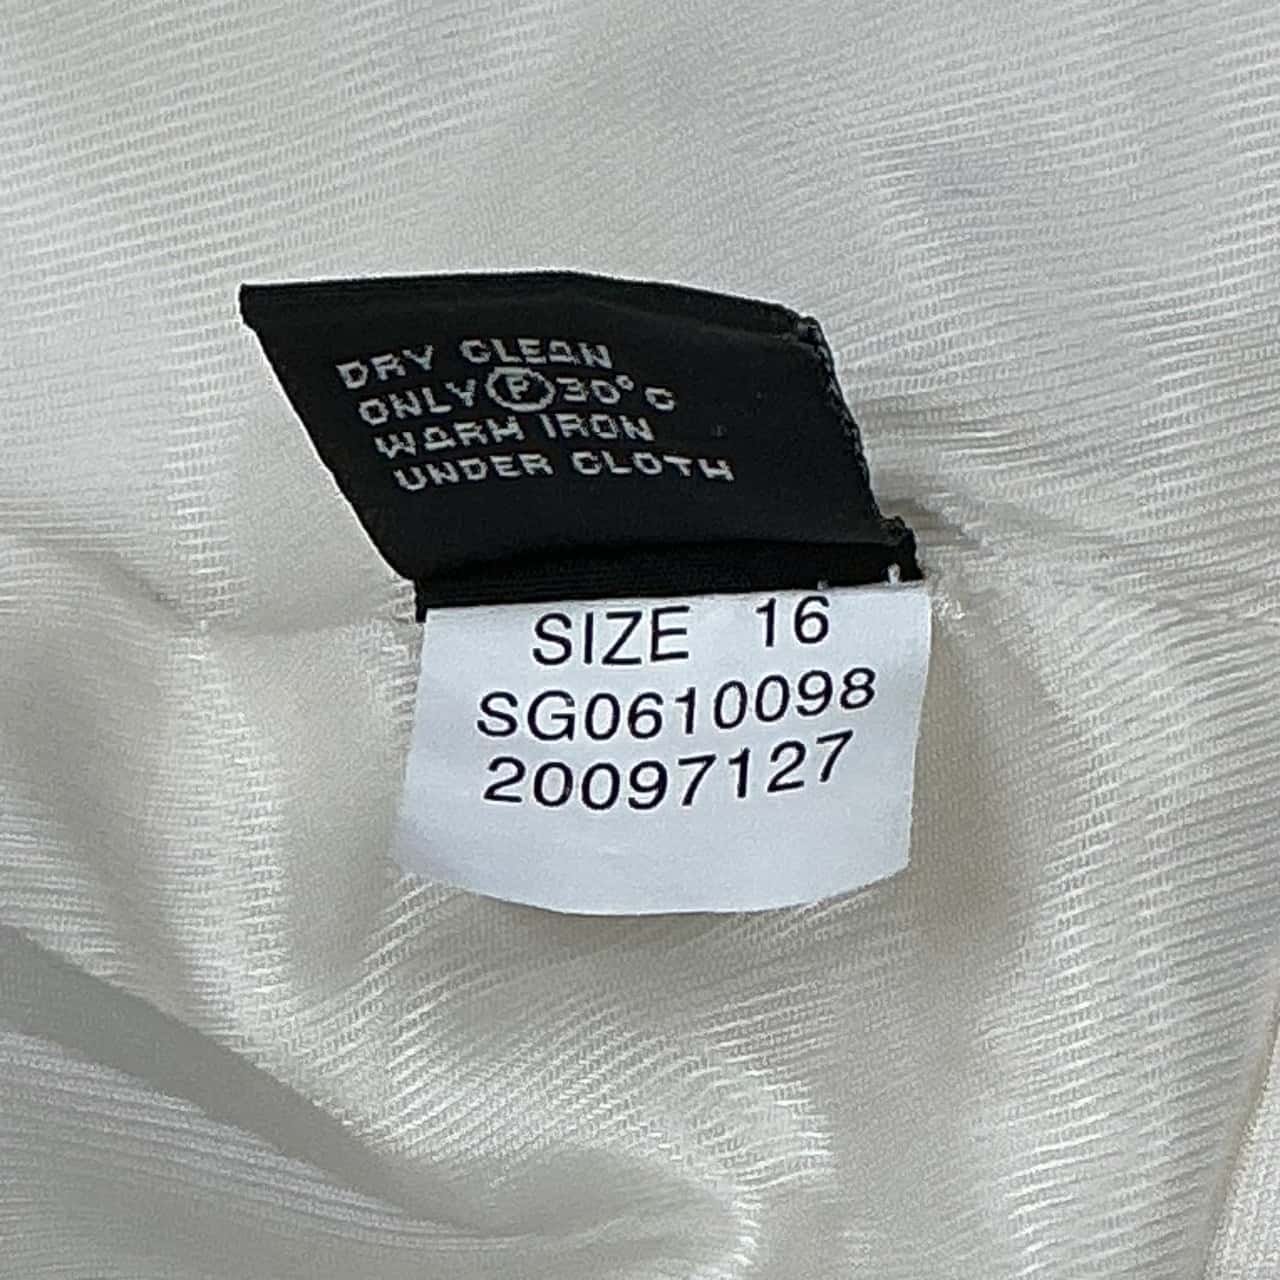 DRY CLEAN
ONLY Ⓟ 30°C
WARM IRON
UNDER CLOTH
SIZE 16
SG0610098
20097127